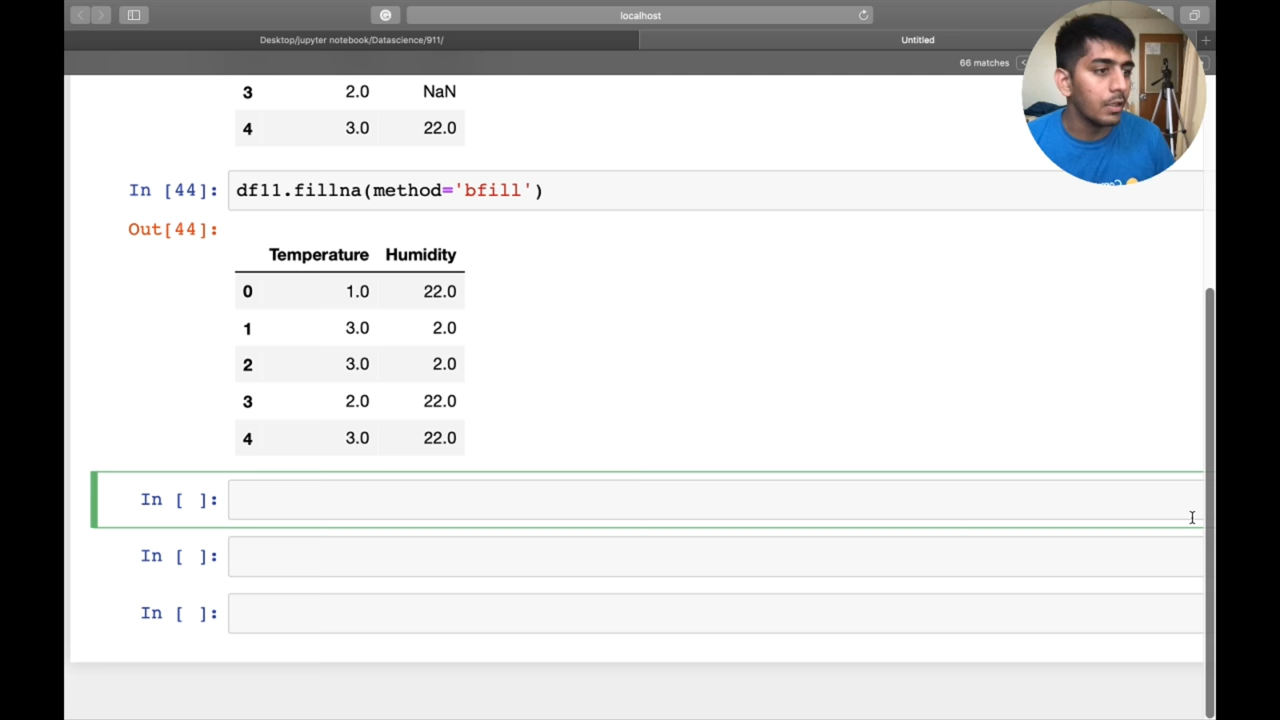 localhost
Desktop/jupyter notebook/Datascience/911/
Untitled
66 matches
3 2.0 NaN
4 3.0 22.0
In [44]: df11.fillna(method='bfill')
Out[44]:
Temperature Humidity
0 1.0 22.0
1 3.0 2.0
2 3.0 2.0
3 2.0 22.0
4 3.0 22.0
In [ ]:
In [ ]:
In [ ]: